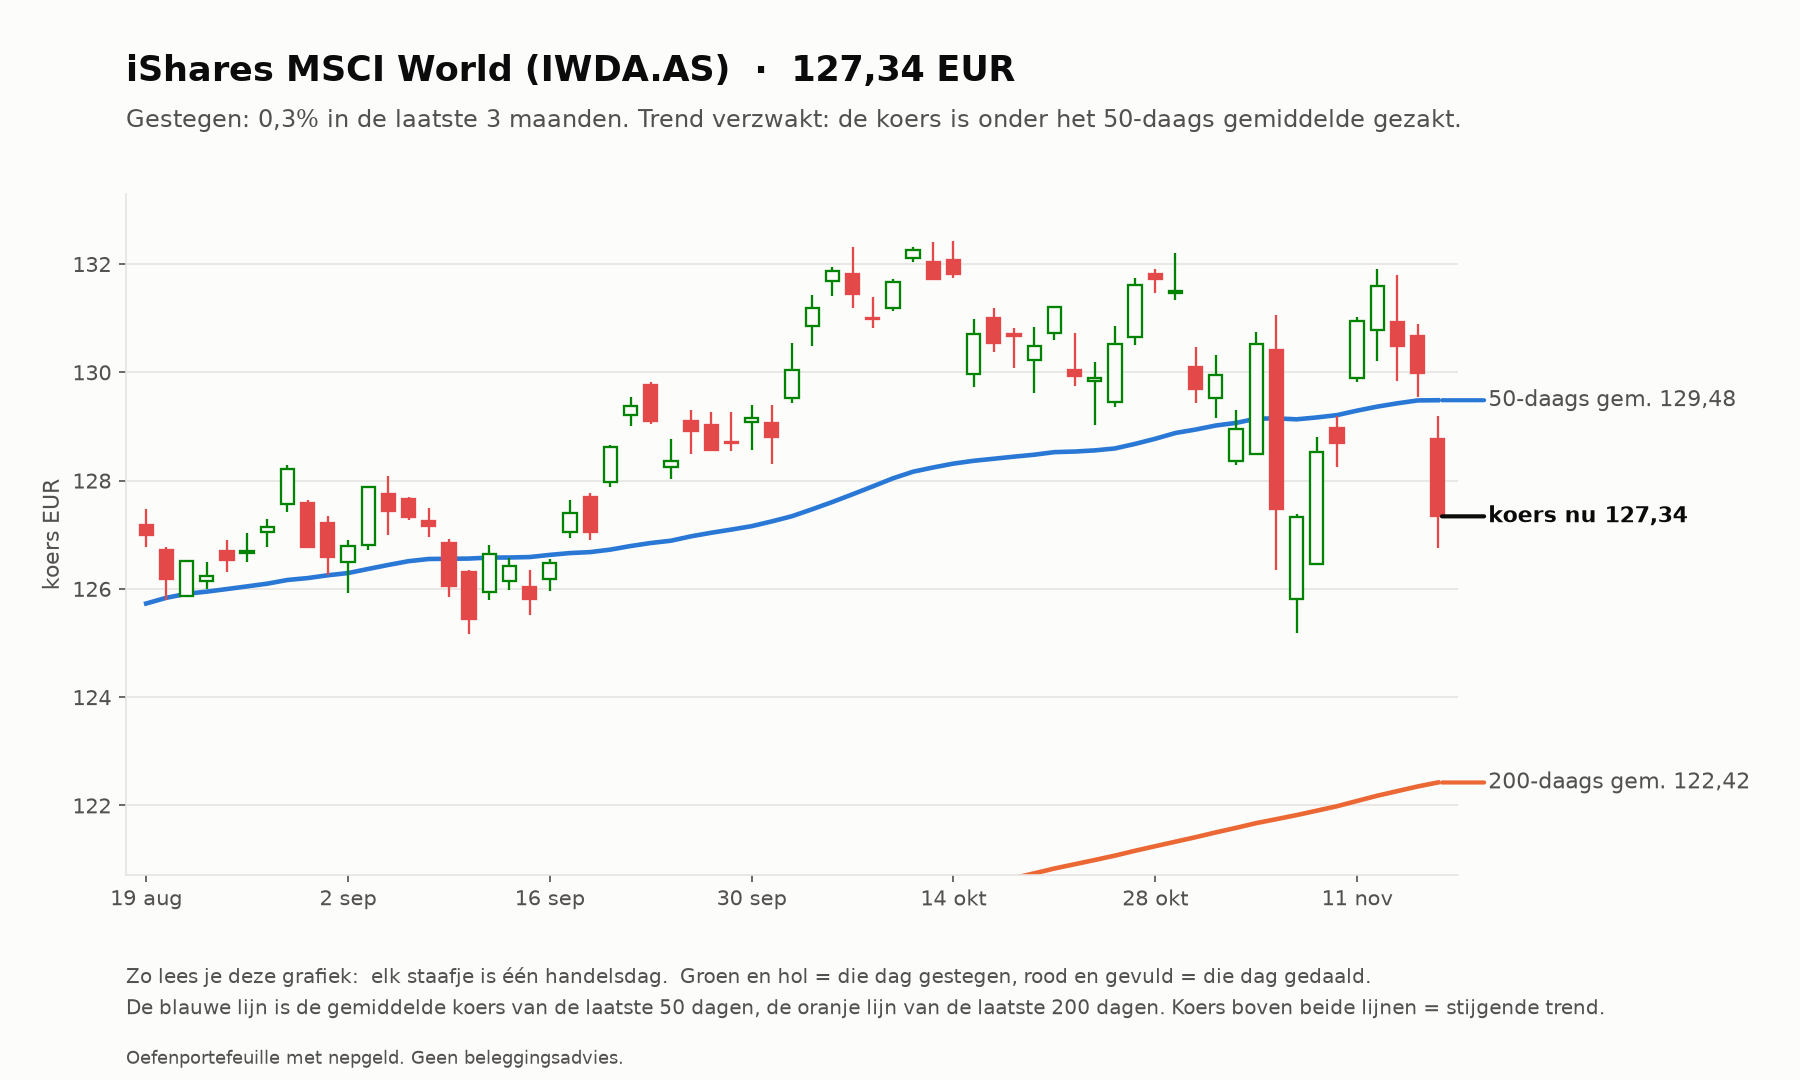 iShares MSCI World (IWDA.AS) · 127,34 EUR
Gestegen: 0,3% in de laatste 3 maanden. Trend verzwakt: de koers is onder het 50-daags gemiddelde gezakt.
koers EUR
132
130
128
126
124
122
50-daags gem. 129,48
koers nu 127,34
200-daags gem. 122,42
19 aug
2 sep
16 sep
30 sep
14 okt
28 okt
11 nov
Zo lees je deze grafiek: elk staafje is één handelsdag. Groen en hol = die dag gestegen, rood en gevuld = die dag gedaald.
De blauwe lijn is de gemiddelde koers van de laatste 50 dagen, de oranje lijn van de laatste 200 dagen. Koers boven beide lijnen = stijgende trend.
Oefenportefeuille met nepgeld. Geen beleggingsadvies.